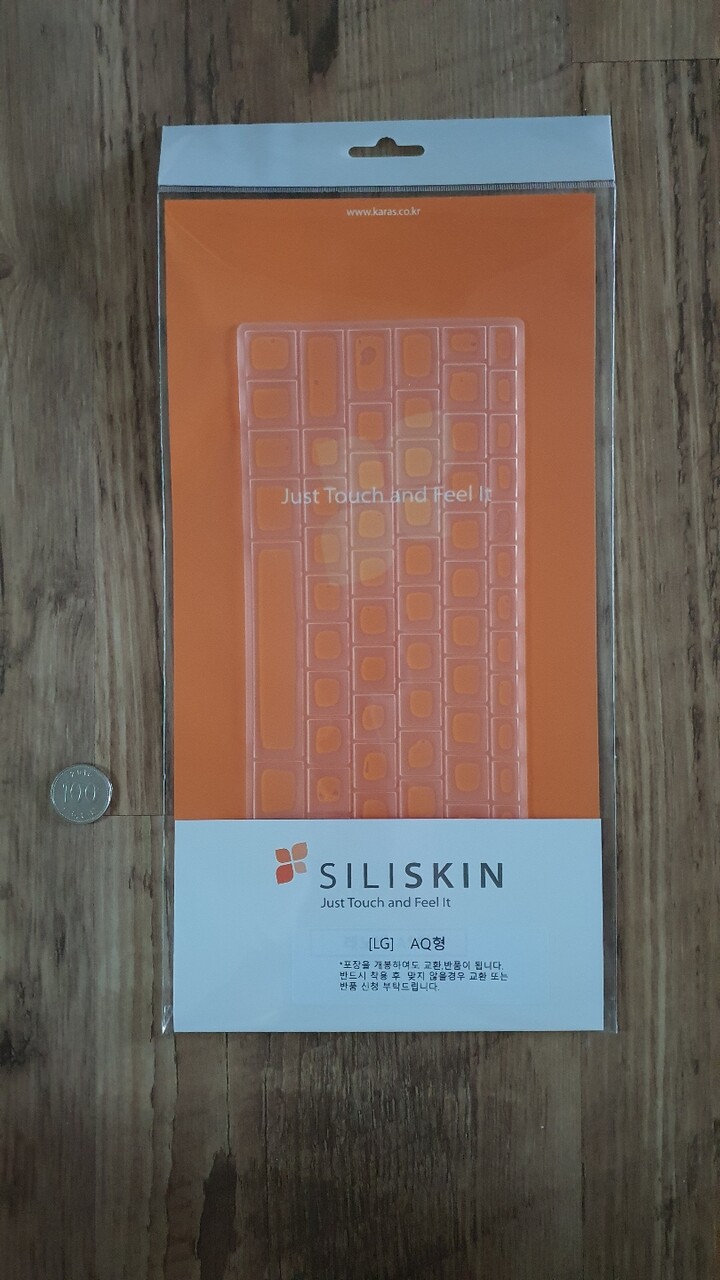 www.karas.co.kr
Just Touch and Feel It
100
SILISKIN
Just Touch and Feel It
[LG] AQ형
*포장을 개봉하여도 교환,반품이 됩니다.
반드시 착용 후 맞지 않을경우 교환 또는
반품 신청 부탁드립니다.